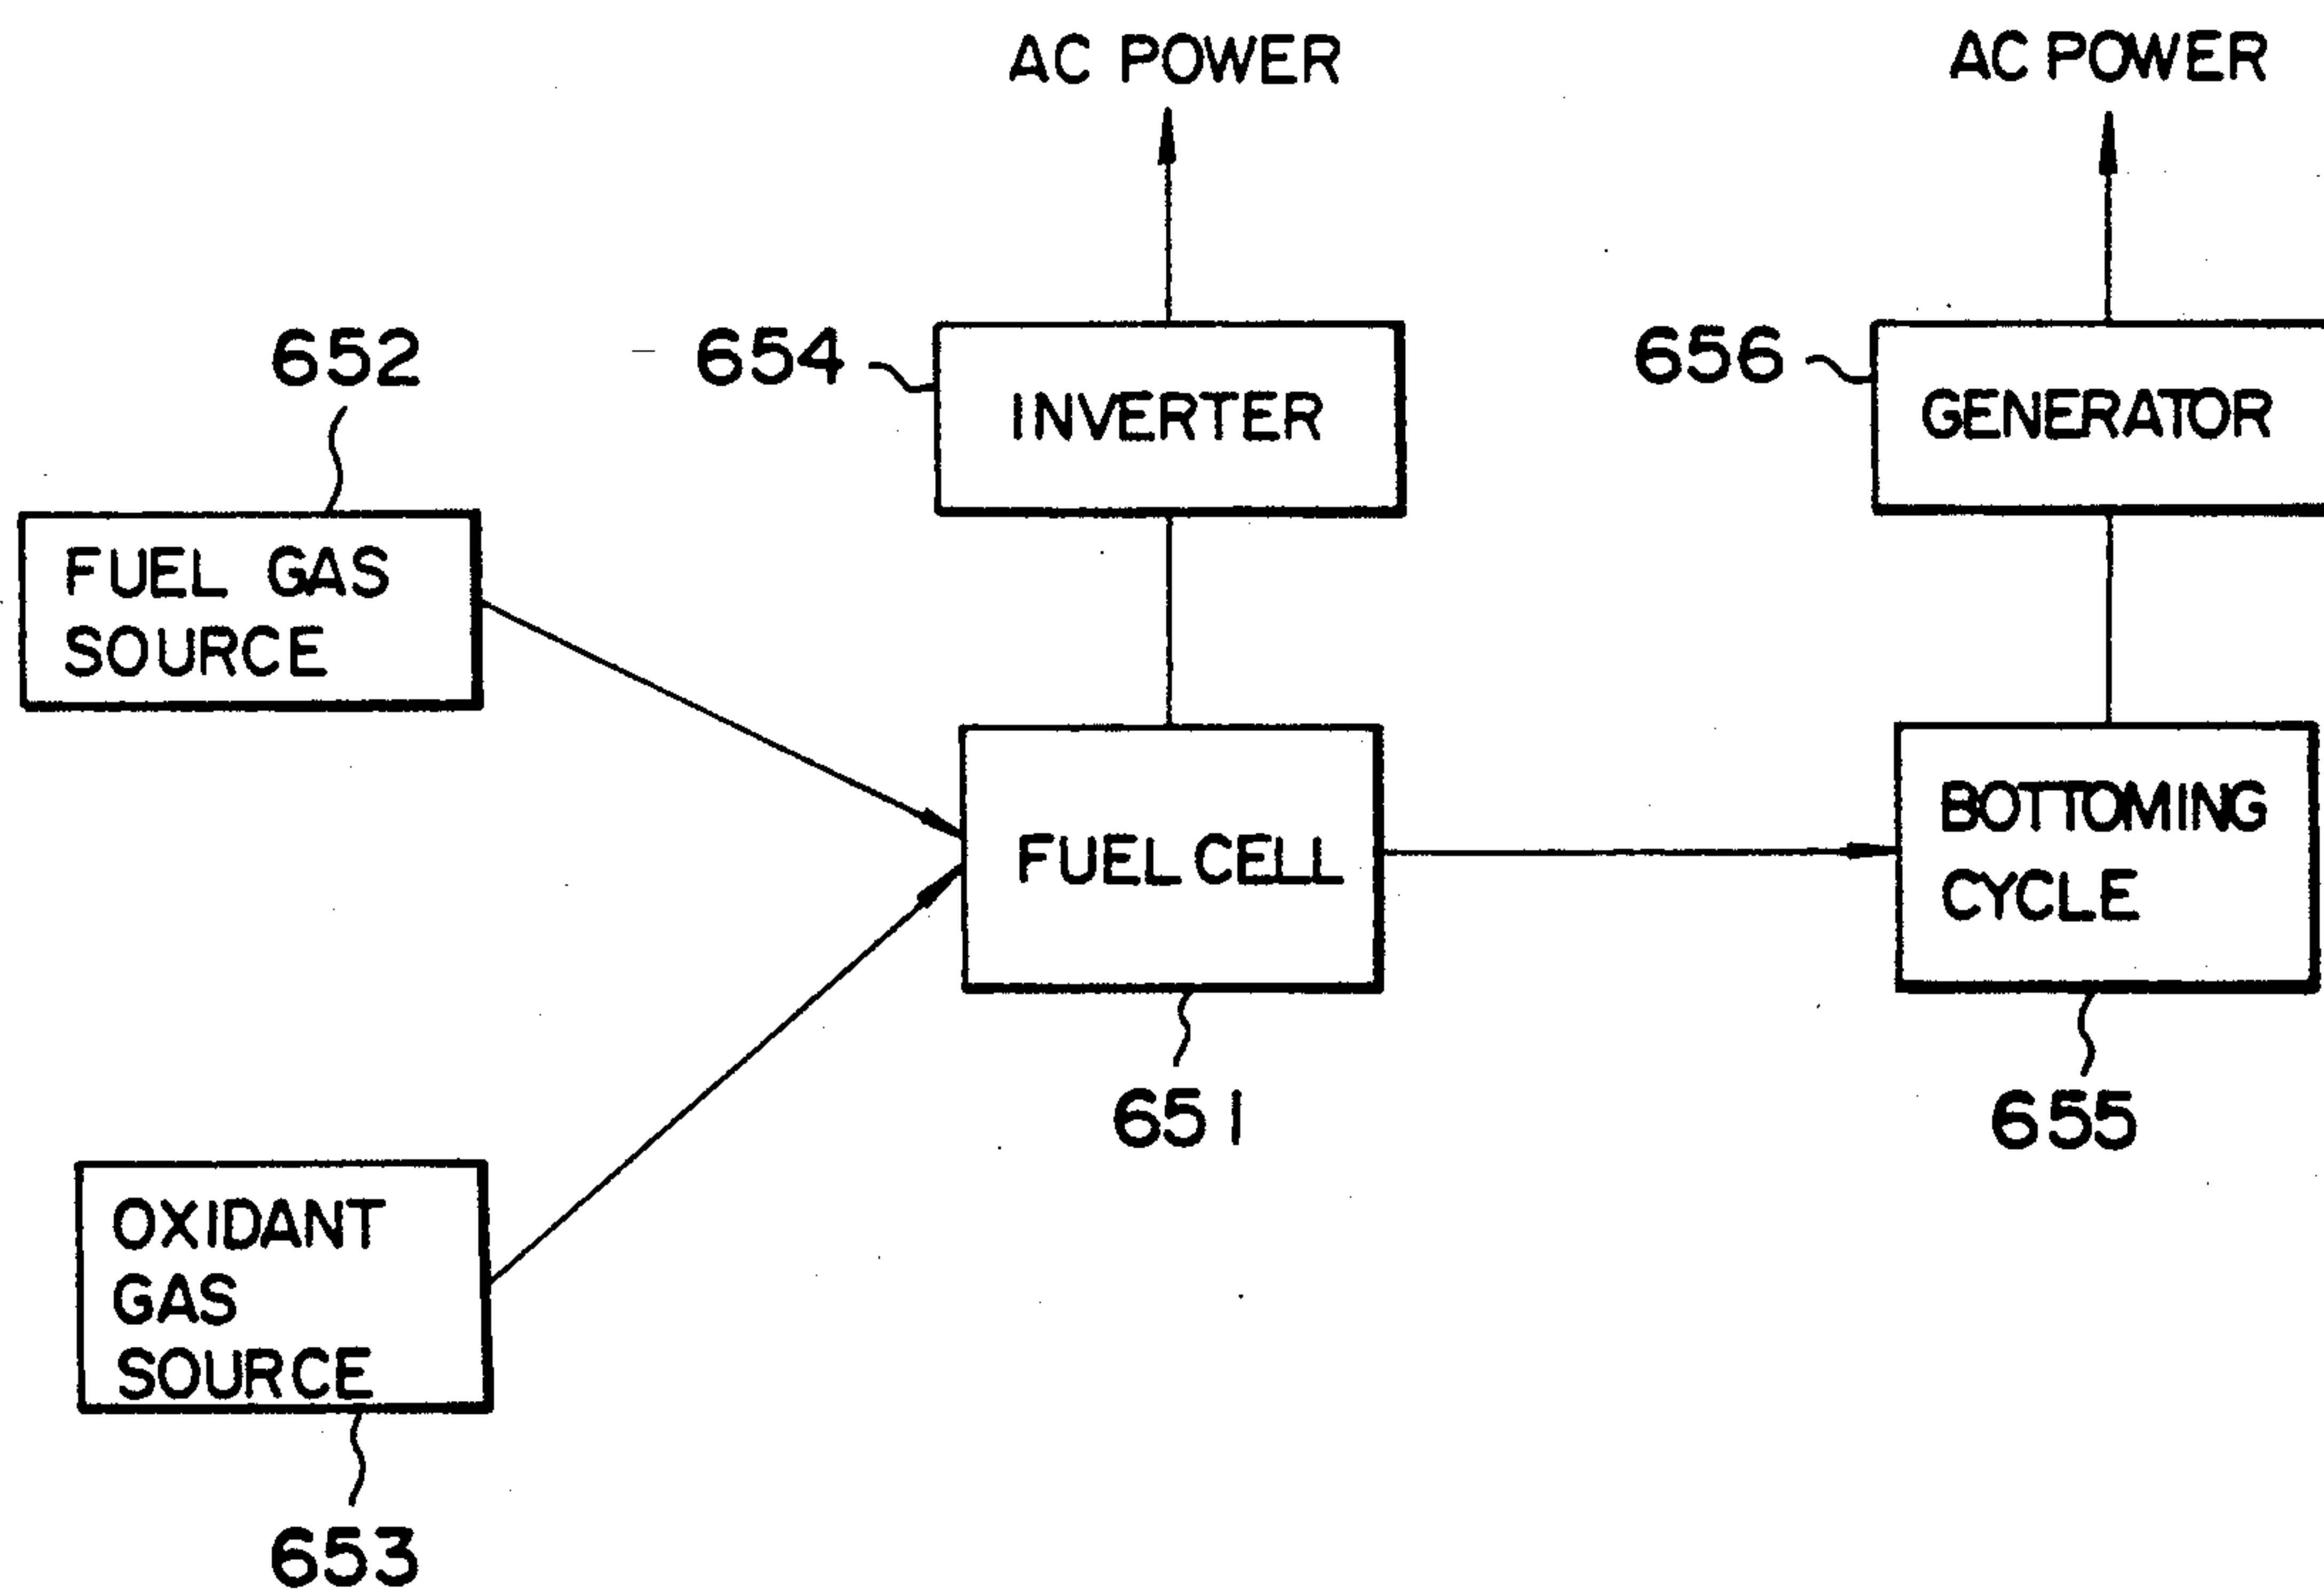 AC POWER
AC POWER
652
654
INVERTER
656
GENERATOR
FUEL GAS
SOURCE
FUEL CELL
BOTTOMING
CYCLE
651
655
OXIDANT
GAS
SOURCE
653